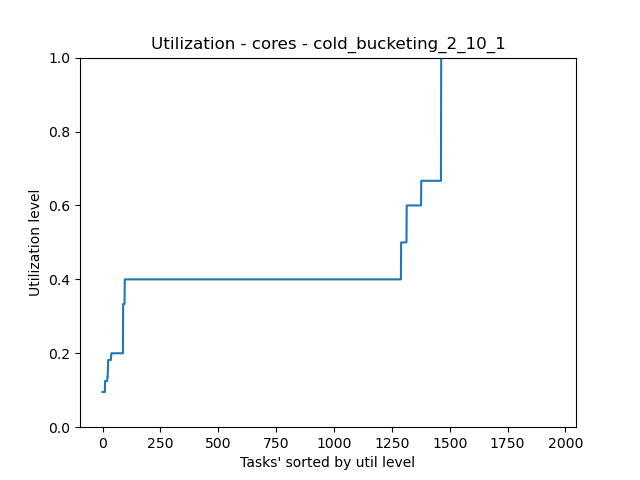 Utilization - cores - cold_bucketing_2_10_1
1.0
0.8
0.6
0.4
0.2
0.0
Utilization level
0 250 500 750 1000 1250 1500 1750 2000
Tasks' sorted by util level